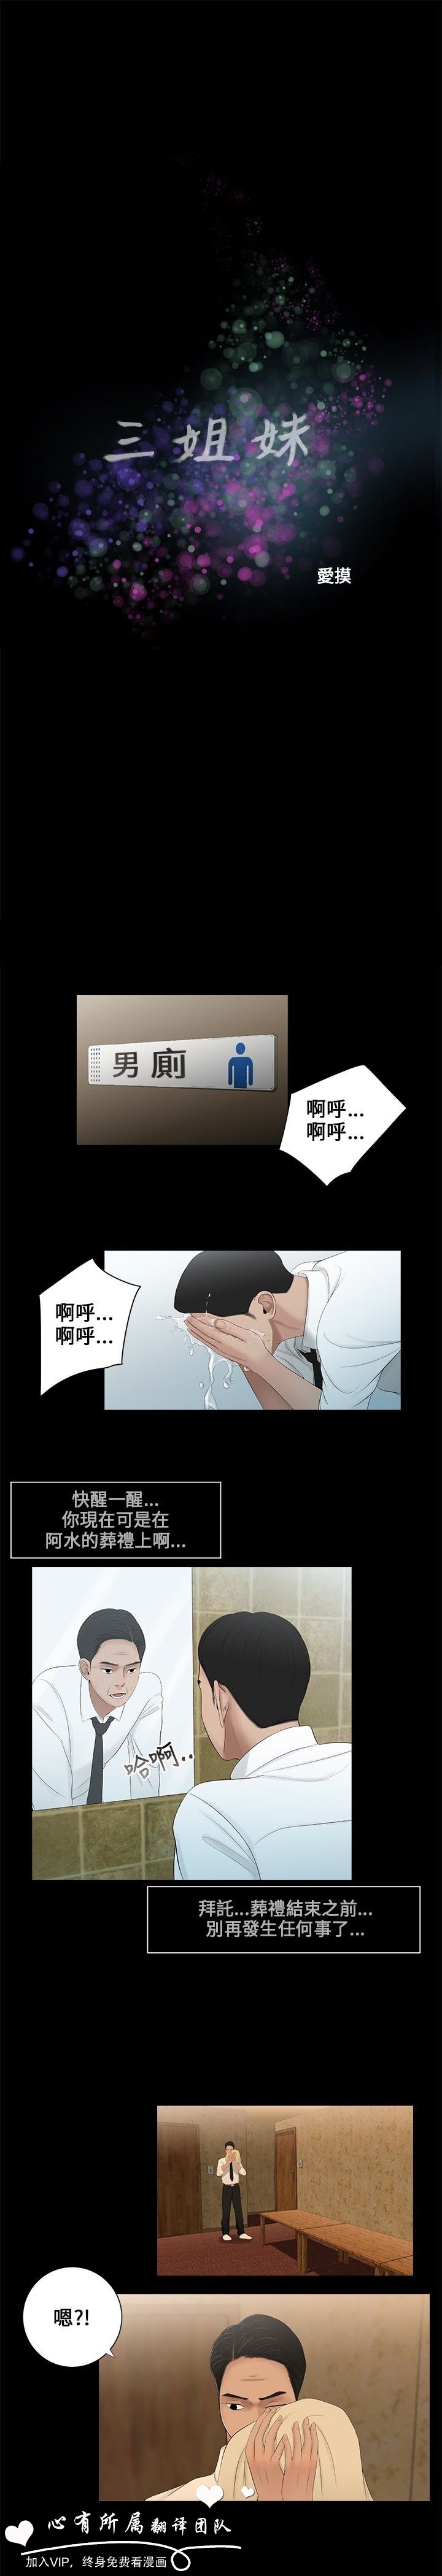 三姐妹
愛摸
男廁
啊呼...
啊呼...
啊呼...
啊呼...
快醒一醒...
你現在可是在
阿水的葬禮上啊...
哈啊..
拜託...葬禮結束之前...
別再發生任何事了...
嗯?!
心有所属翻译团队
加入VIP，终身免费看漫画